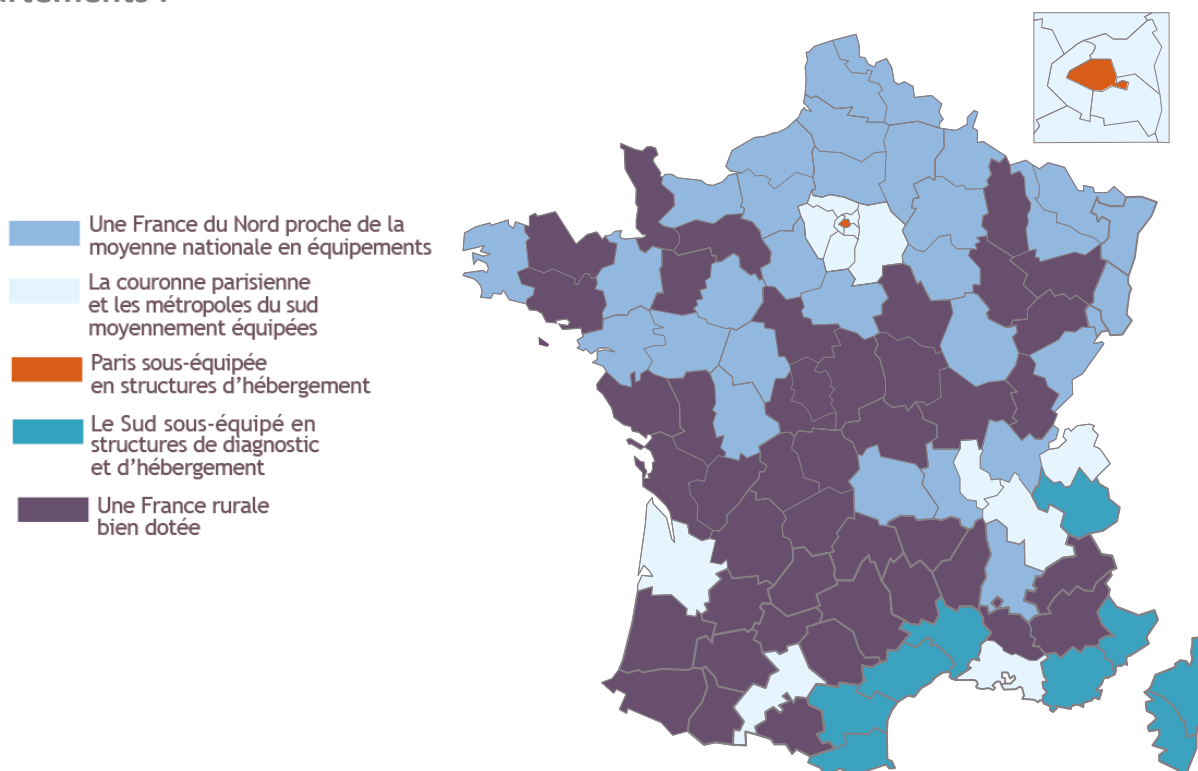 Une France du Nord proche de la
moyenne nationale en équipements
La couronne parisienne
et les métropoles du sud
moyennement équipées
Paris sous-équipée
en structures d’hébergement
Le Sud sous-équipé en
structures de diagnostic
et d’hébergement
Une France rurale
bien dotée